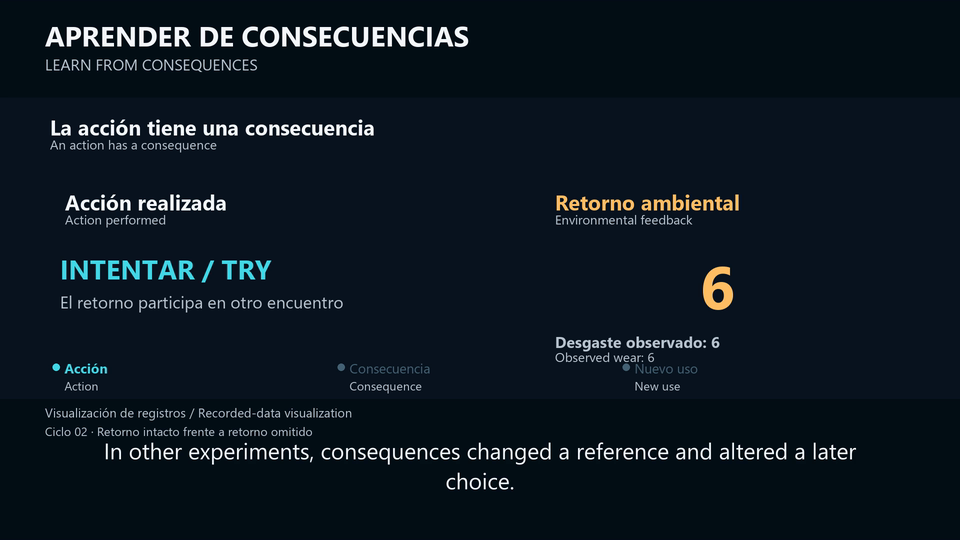 APRENDER DE CONSECUENCIAS
LEARN FROM CONSEQUENCES
La acción tiene una consecuencia
An action has a consequence
Acción realizada
Action performed
INTENTAR / TRY
El retorno participa en otro encuentro
Retorno ambiental
Environmental feedback
6
Desgaste observado: 6
Observed wear: 6
Acción
Action
Consecuencia
Consequence
Nuevo uso
New use
Visualización de registros / Recorded-data visualization
Ciclo 02 · Retorno intacto frente a retorno omitido
In other experiments, consequences changed a reference and altered a later
choice.